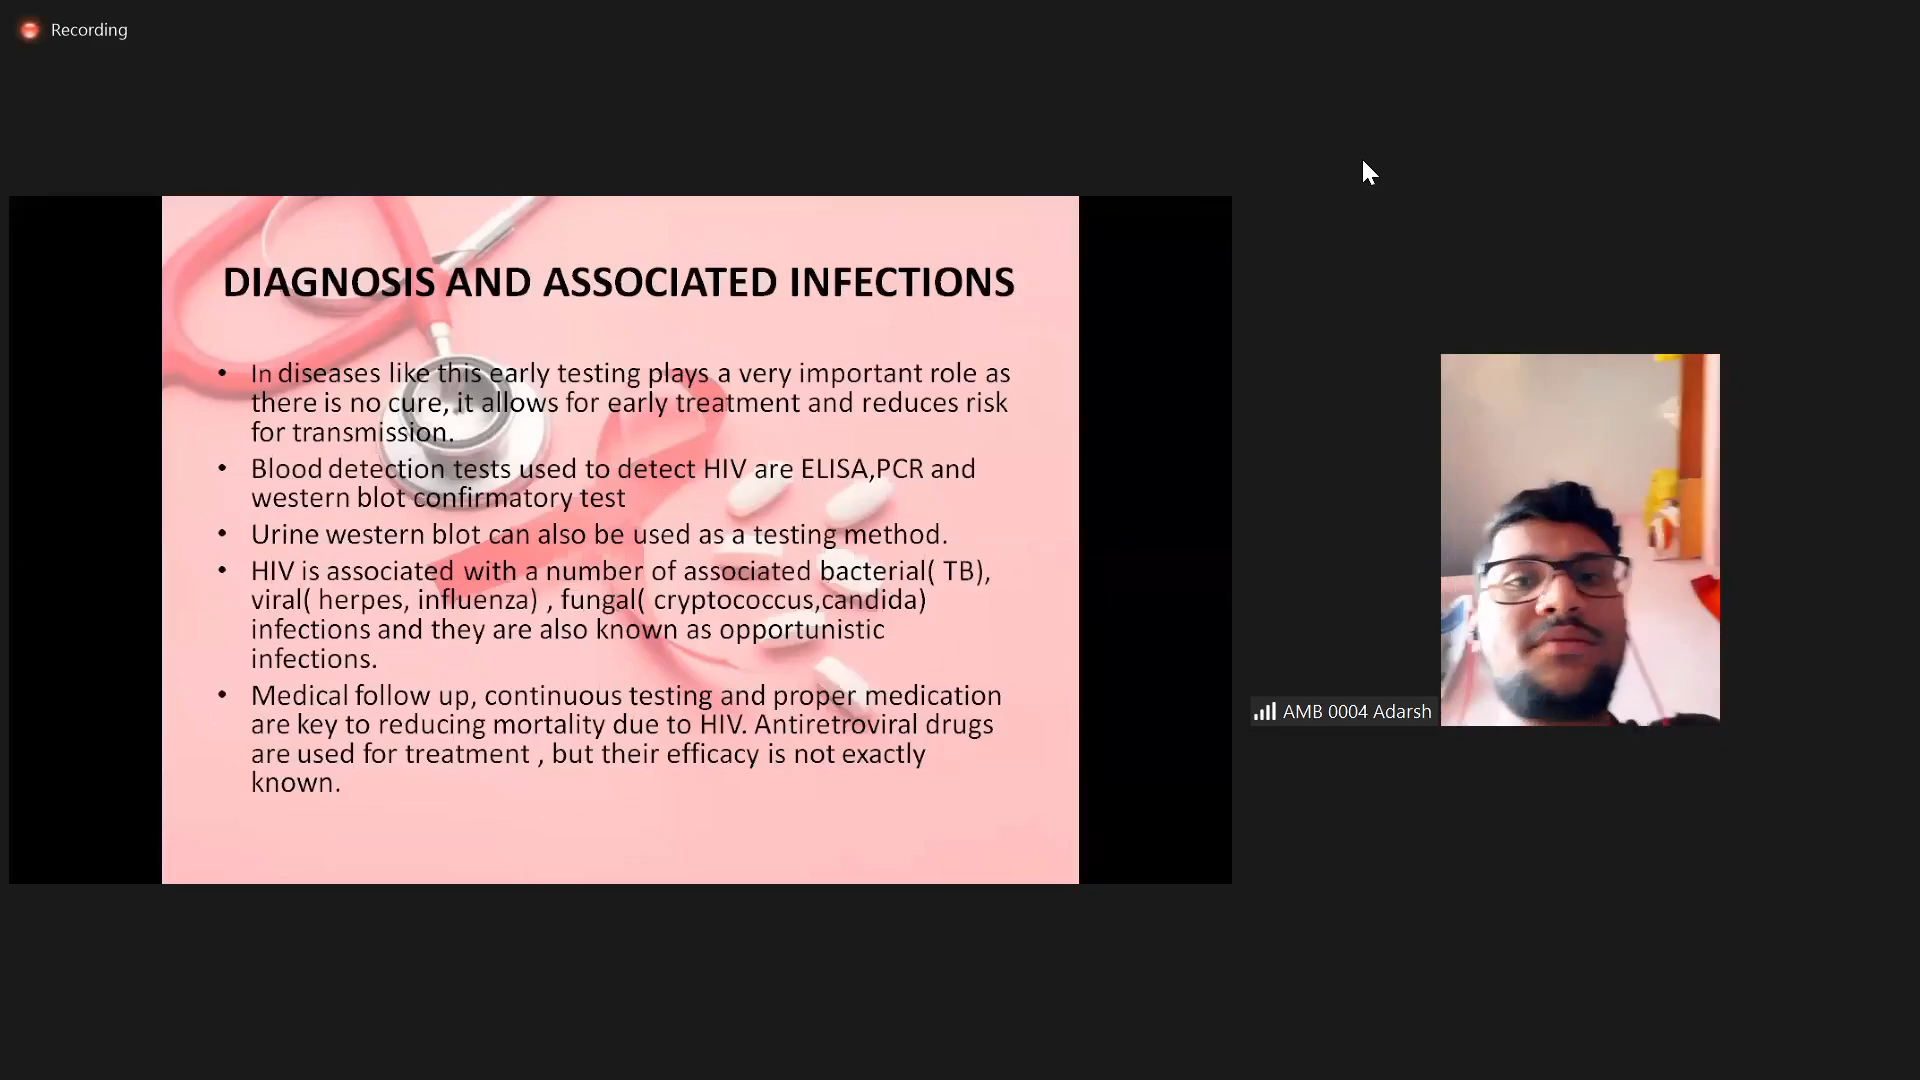 Recording
DIAGNOSIS AND ASSOCIATED INFECTIONS
• In diseases like this early testing plays a very important role as
there is no cure, it allows for early treatment and reduces risk
for transmission.
• Blood detection tests used to detect HIV are ELISA,PCR and
western blot confirmatory test
• Urine western blot can also be used as a testing method.
• HIV is associated with a number of associated bacterial( TB),
viral( herpes, influenza) , fungal( cryptococcus,candida)
infections and they are also known as opportunistic
infections.
• Medical follow up, continuous testing and proper medication
are key to reducing mortality due to HIV. Antiretroviral drugs
are used for treatment , but their efficacy is not exactly
known.
AMB 0004 Adarsh